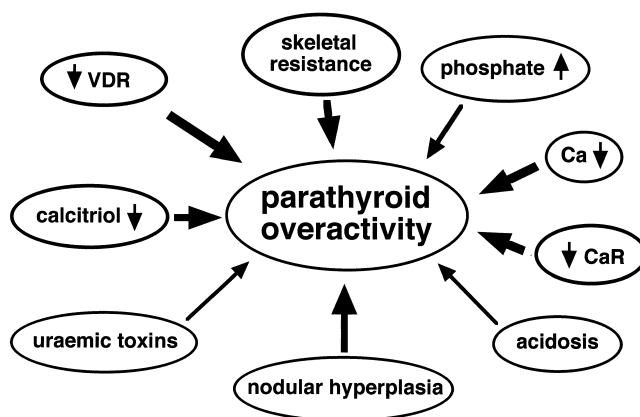 skeletal
resistance
↓ VDR
phosphate ↑
Ca ↓
parathyroid
overactivity
calcitriol ↓
↓ CaR
uraemic toxins
acidosis
nodular hyperplasia